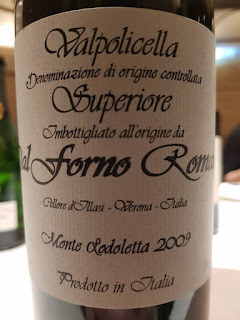 Valpolicella
Denominazione di origine controllata
Superiore
Imbottigliato all'origine da
Dal Forno Roma
Cellore d'Illasi - Verona - Italia
Monte Lodoletta 2009
Prodotto in Italia